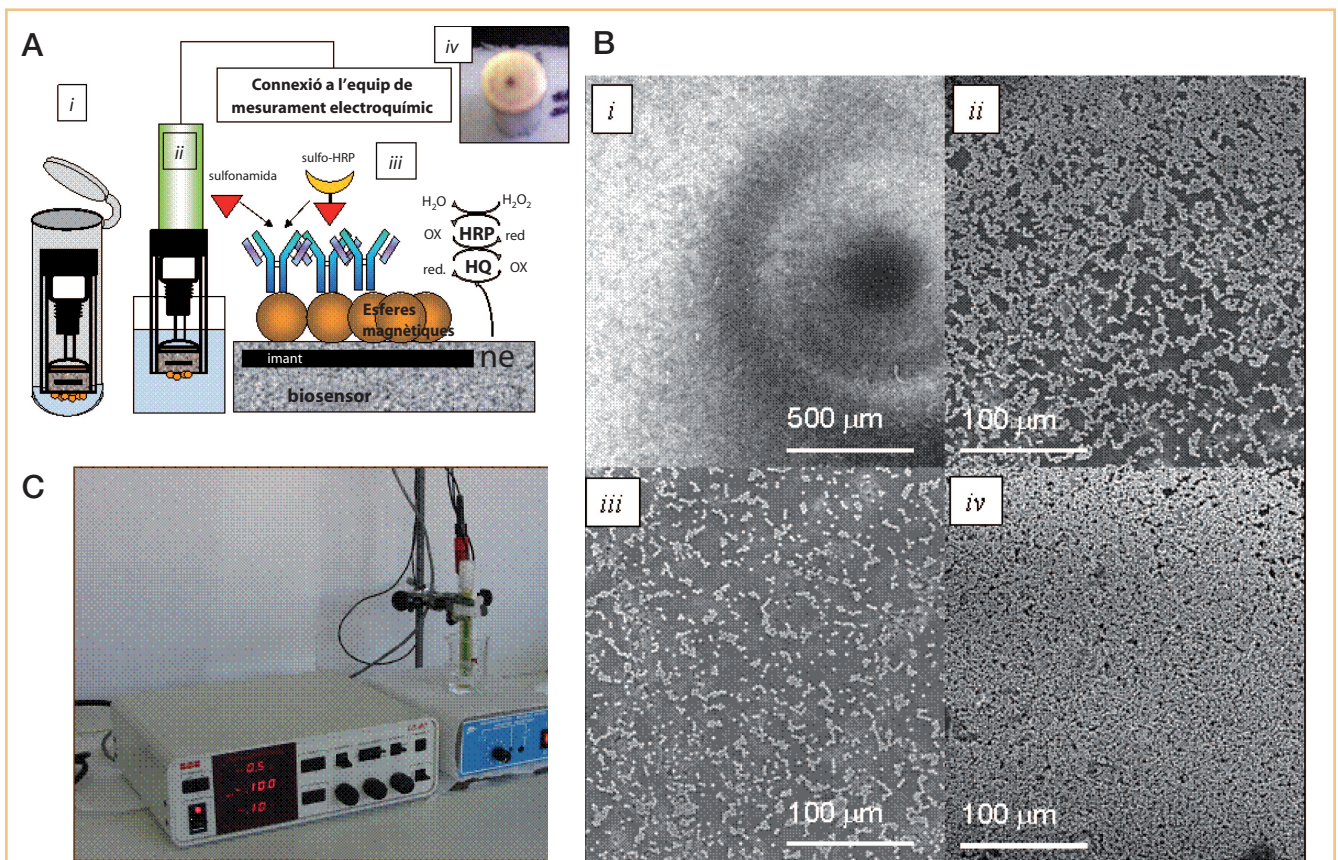 A
i
ii
Connexió a l'equip de
mesurament electroquímic
iv
sulfonamida
sulfo-HRP
iii
H₂O
H₂O₂
OX
HRP
red
red.
HQ
OX
Esferes
magnètiques
imant
ne
biosensor
B
i
500 µm
ii
100 µm
iii
100 µm
iv
100 µm
C